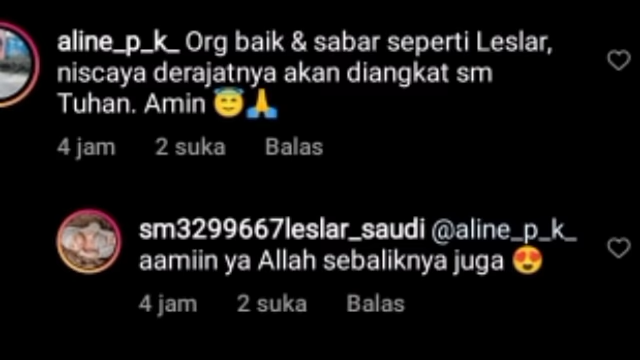 aline_p_k_ Org baik & sabar seperti Leslar,
niscaya derajatnya akan diangkat sm
Tuhan. Amin 😇🙏
4 jam 2 suka Balas
sm3299667leslar_saudi @aline_p_k_
aamiin ya Allah sebaliknya juga 😍
4 jam 2 suka Balas